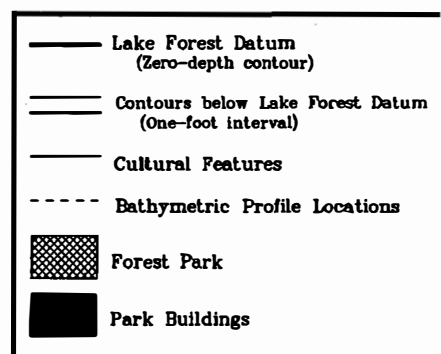 Lake Forest Datum
(Zero-depth contour)
Contours below Lake Forest Datum
(One-foot interval)
Cultural Features
Bathymetric Profile Locations
Forest Park
Park Buildings